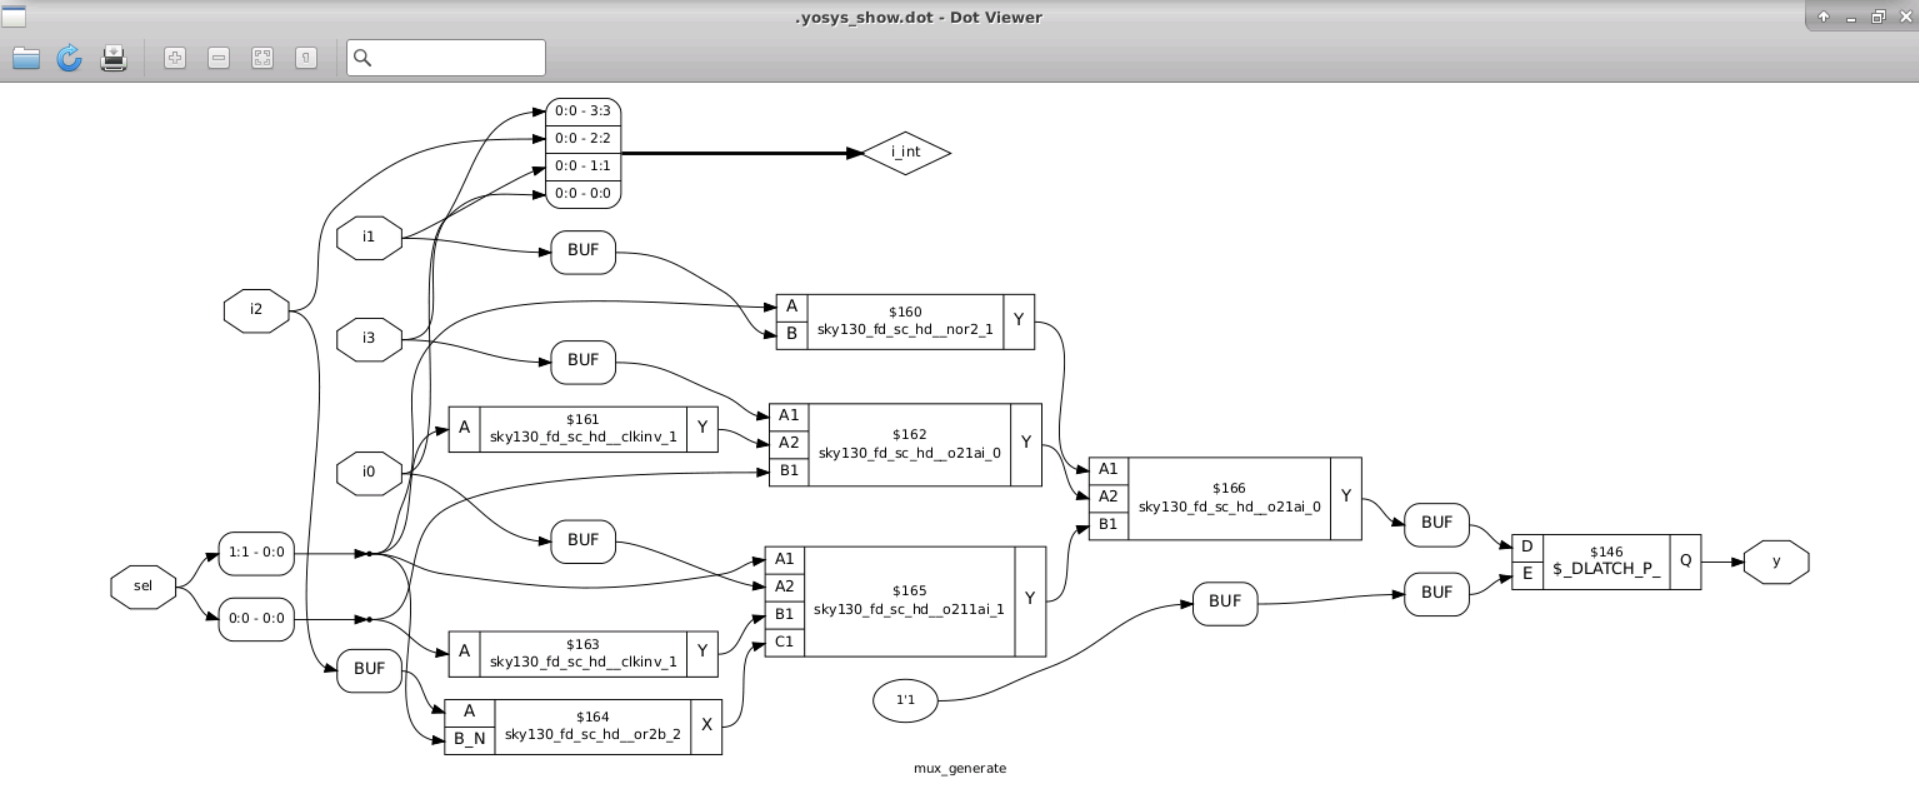 .yosys_show.dot - Dot Viewer
0:0 - 3:3
0:0 - 2:2
0:0 - 1:1
0:0 - 0:0
i_int
i1
BUF
i2
A
B
$160
sky130_fd_sc_hd__nor2_1
Y
i3
BUF
A
$161
sky130_fd_sc_hd__clkinv_1
Y
A1
A2
B1
$162
sky130_fd_sc_hd__o21ai_0
Y
i0
BUF
A1
A2
B1
$166
sky130_fd_sc_hd__o21ai_0
Y
BUF
sel
1:1 - 0:0
0:0 - 0:0
A1
A2
B1
C1
$165
sky130_fd_sc_hd__o211ai_1
Y
D
E
$146
$_DLATCH_P_
Q
y
BUF
BUF
A
$163
sky130_fd_sc_hd__clkinv_1
Y
BUF
A
B_N
$164
sky130_fd_sc_hd__or2b_2
X
1'1
mux_generate